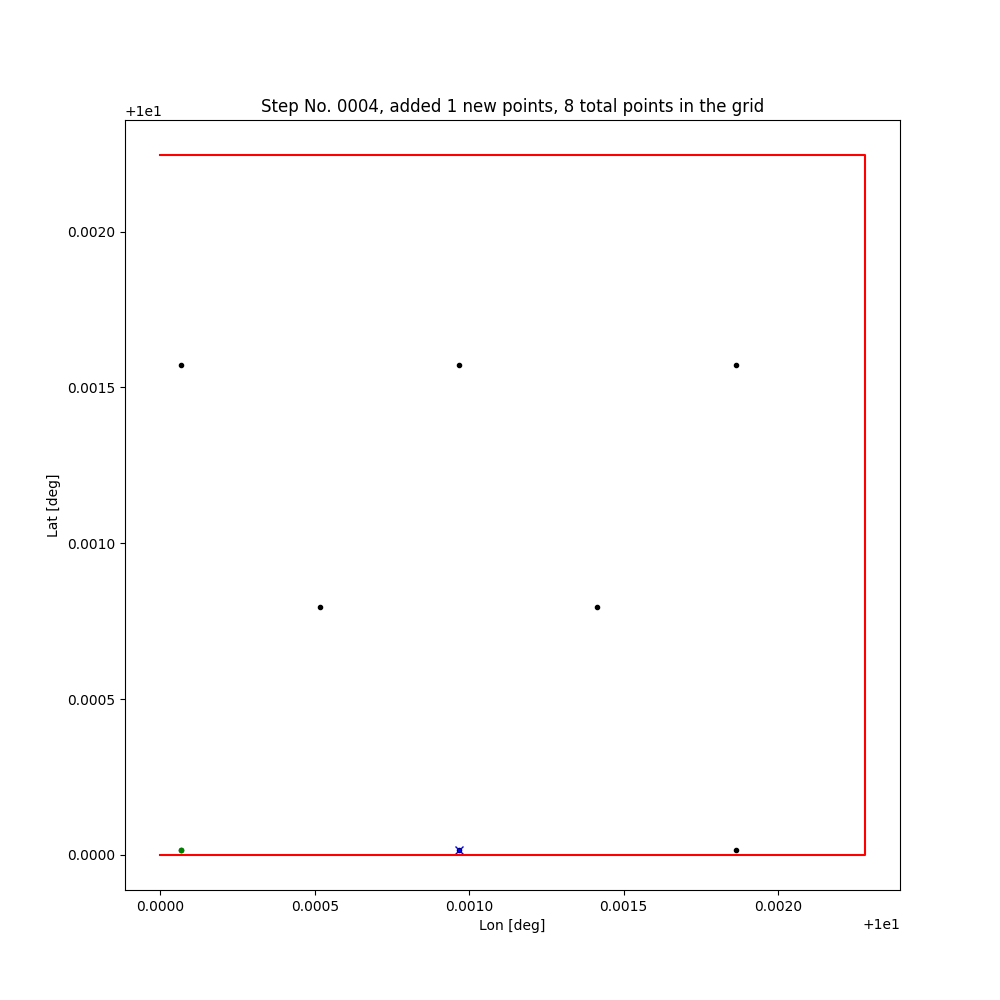 Step No. 0004, added 1 new points, 8 total points in the grid
+1e1
0.0020
0.0015
0.0010
0.0005
0.0000
Lat [deg]
0.0000 0.0005 0.0010 0.0015 0.0020
Lon [deg]
+1e1